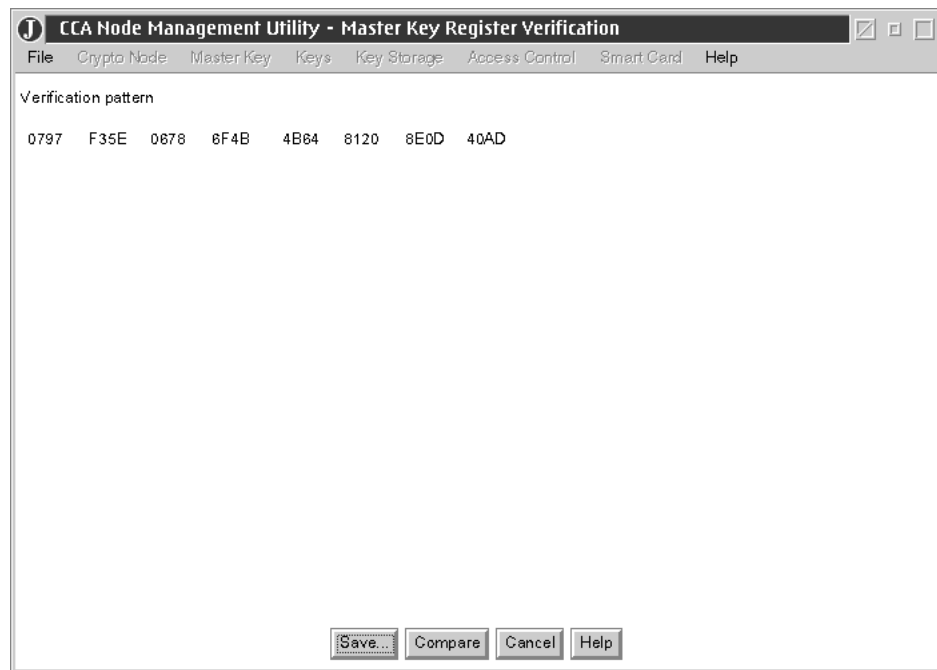 J CCA Node Management Utility - Master Key Register Verification
File Crypto Node Master Key Keys Key Storage Access Control Smart Card Help
Verification pattern
0797 F35E 0678 6F4B 4B64 8120 8E0D 40AD
Save... Compare Cancel Help